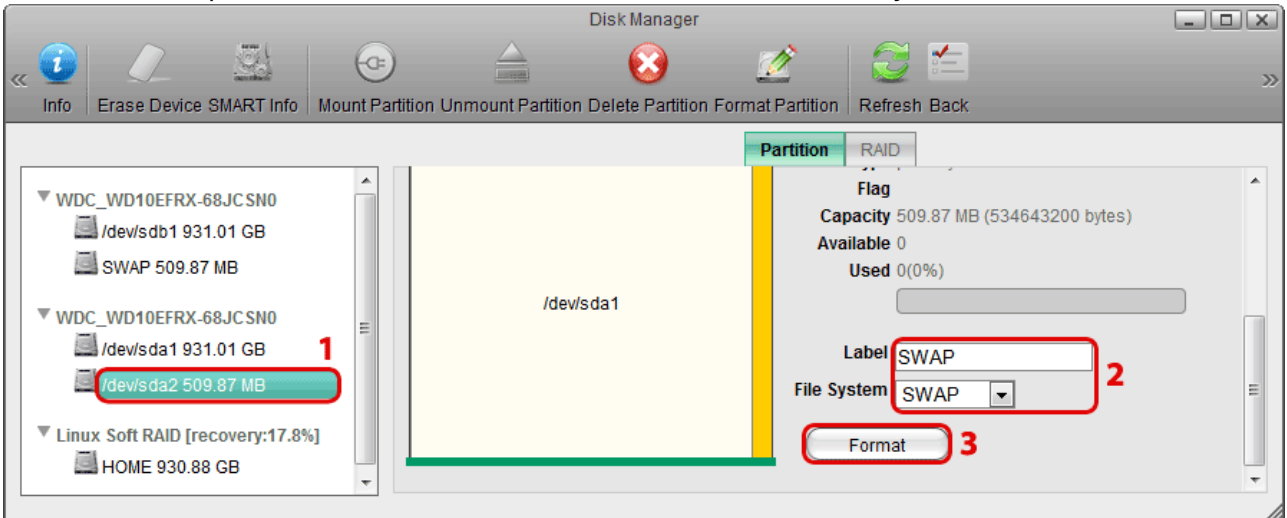 Disk Manager
Info Erase Device SMART Info Mount Partition Unmount Partition Delete Partition Format Partition Refresh Back
Partition RAID
WDC_WD10EFRX-68JCSN0
/dev/sdb1 931.01 GB
SWAP 509.87 MB
WDC_WD10EFRX-68JCSN0
/dev/sda1 931.01 GB
1
/dev/sda2 509.87 MB
Linux Soft RAID [recovery:17.8%]
HOME 930.88 GB
/dev/sda1
Flag
Capacity 509.87 MB (534643200 bytes)
Available 0
Used 0(0%)
Label SWAP
File System SWAP
2
Format 3